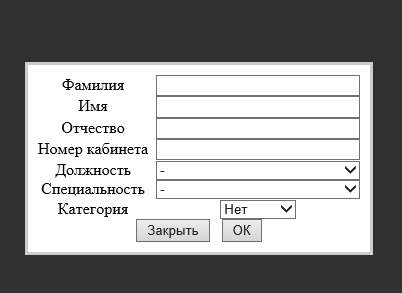 Фамилия
Имя
Отчество
Номер кабинета
Должность -
Специальность -
Категория Нет
Закрыть ОК